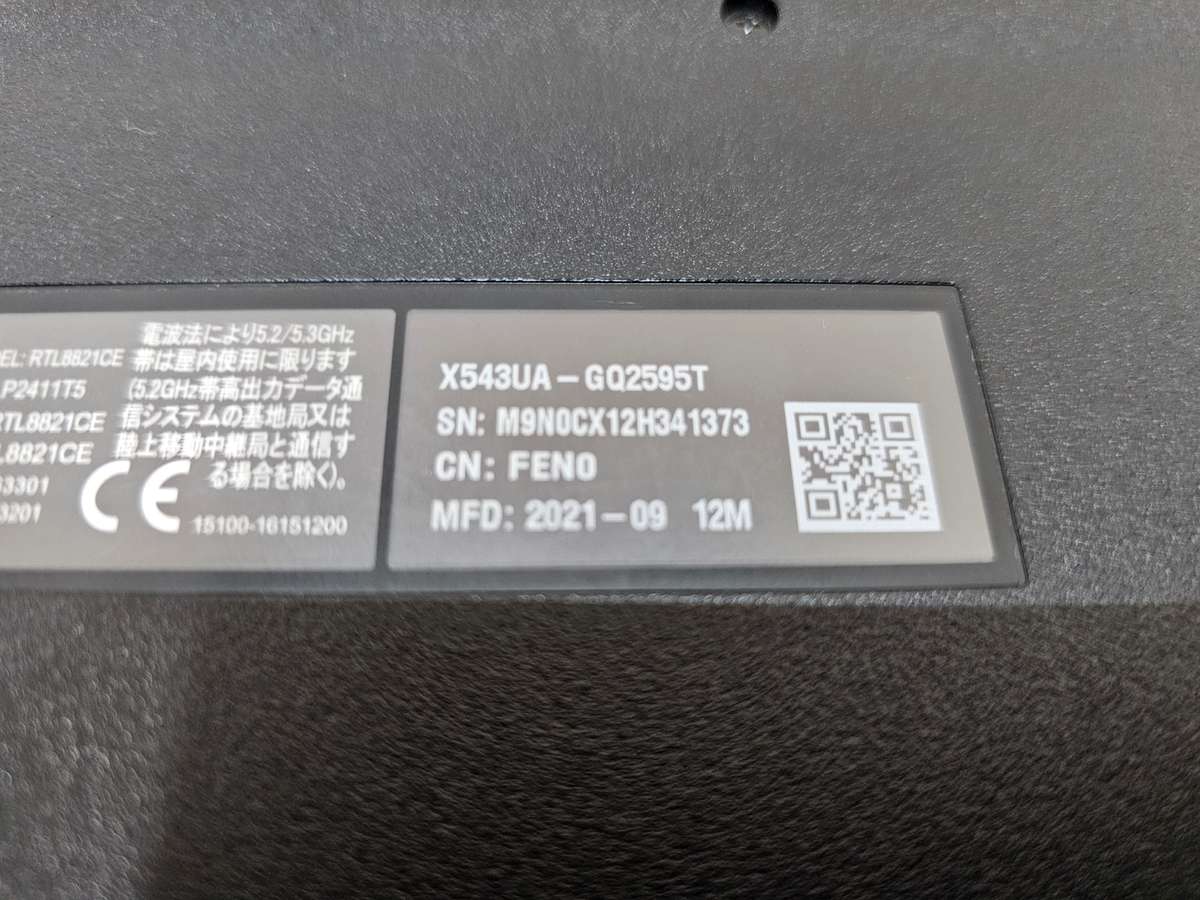 電波法により5.2/5.3GHz
帯は屋内使用に限ります
(5.2GHz帯高出力データ通
信システムの基地局又は
陸上移動中継局と通信す
る場合を除く)。
RTL8821CE
P2411T5
RTL8821CE
L8821CE
63301
3201
CE
15100-16151200
X543UA-GQ2595T
SN: M9N0CX12H341373
CN: FEN0
MFD: 2021-09 12M